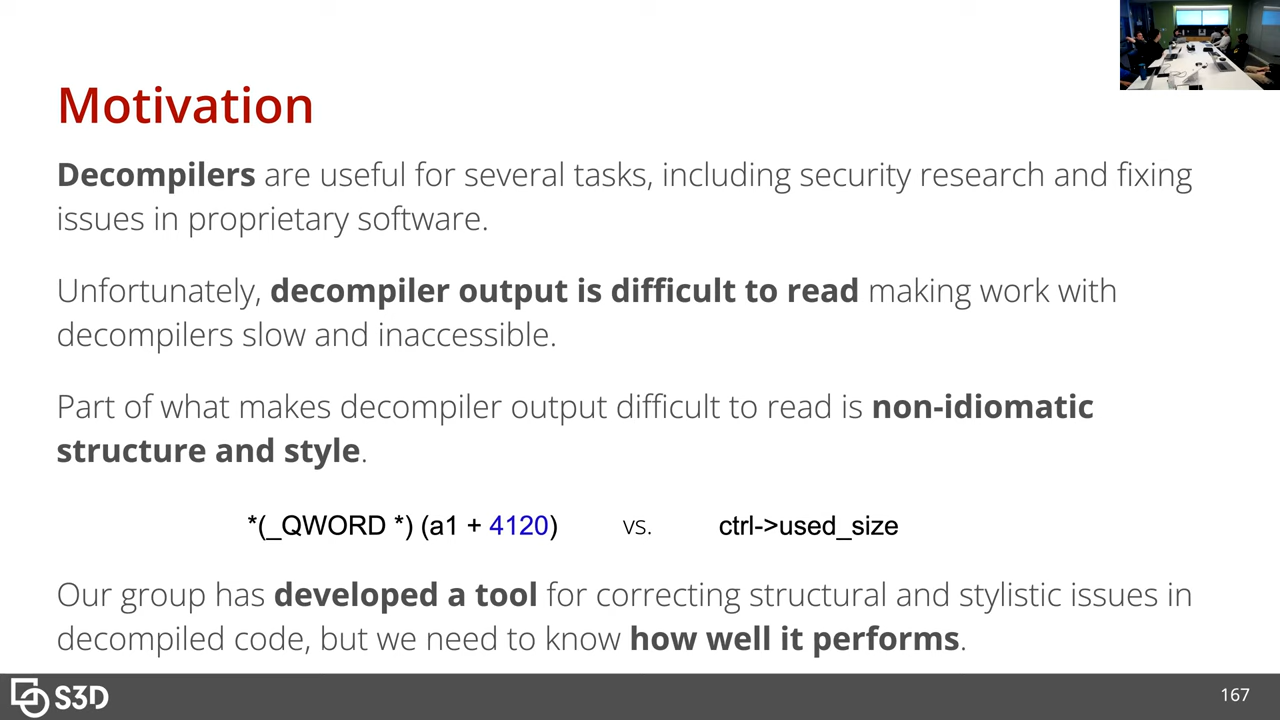 Motivation
Decompilers are useful for several tasks, including security research and fixing
issues in proprietary software.
Unfortunately, decompiler output is difficult to read making work with
decompilers slow and inaccessible.
Part of what makes decompiler output difficult to read is non-idiomatic
structure and style.
*(_QWORD *) (a1 + 4120) vs. ctrl->used_size
Our group has developed a tool for correcting structural and stylistic issues in
decompiled code, but we need to know how well it performs.
S3D 167